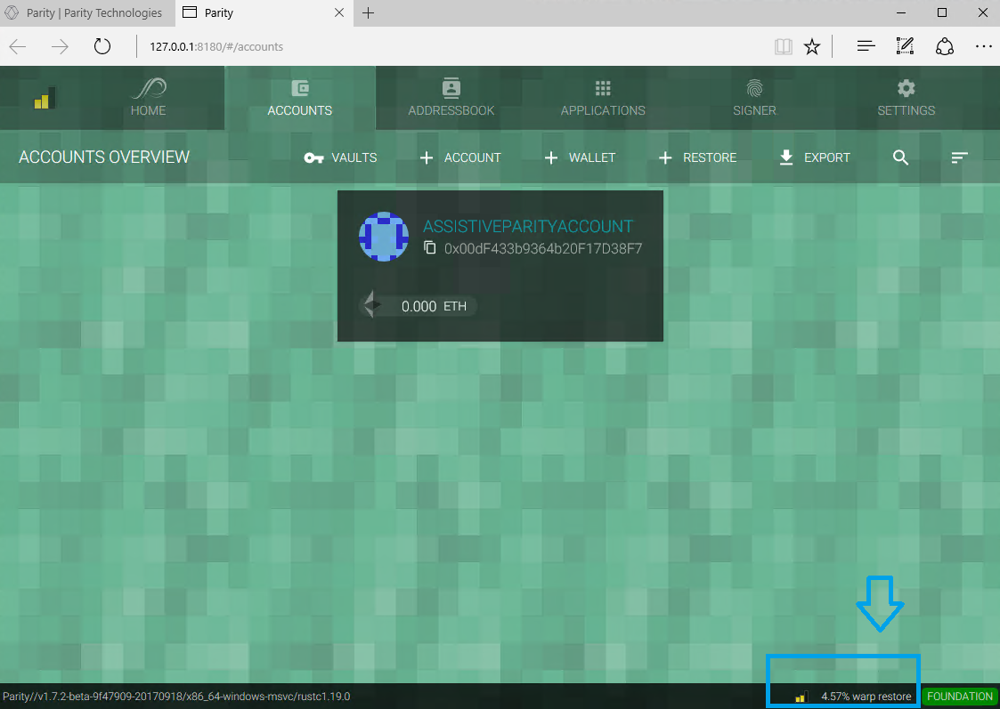 Parity | Parity Technologies
Parity
127.0.0.1:8180/#/accounts
HOME
ACCOUNTS
ADDRESSBOOK
APPLICATIONS
SIGNER
SETTINGS
ACCOUNTS OVERVIEW
VAULTS
ACCOUNT
WALLET
RESTORE
EXPORT
ASSISTIVEPARITYACCOUNT
0x00dF433b9364b20F17D38F7
0.000 ETH
Parity//v1.7.2-beta-9f47909-20170918/x86_64-windows-msvc/rustc1.19.0
4.57% warp restore
FOUNDATION